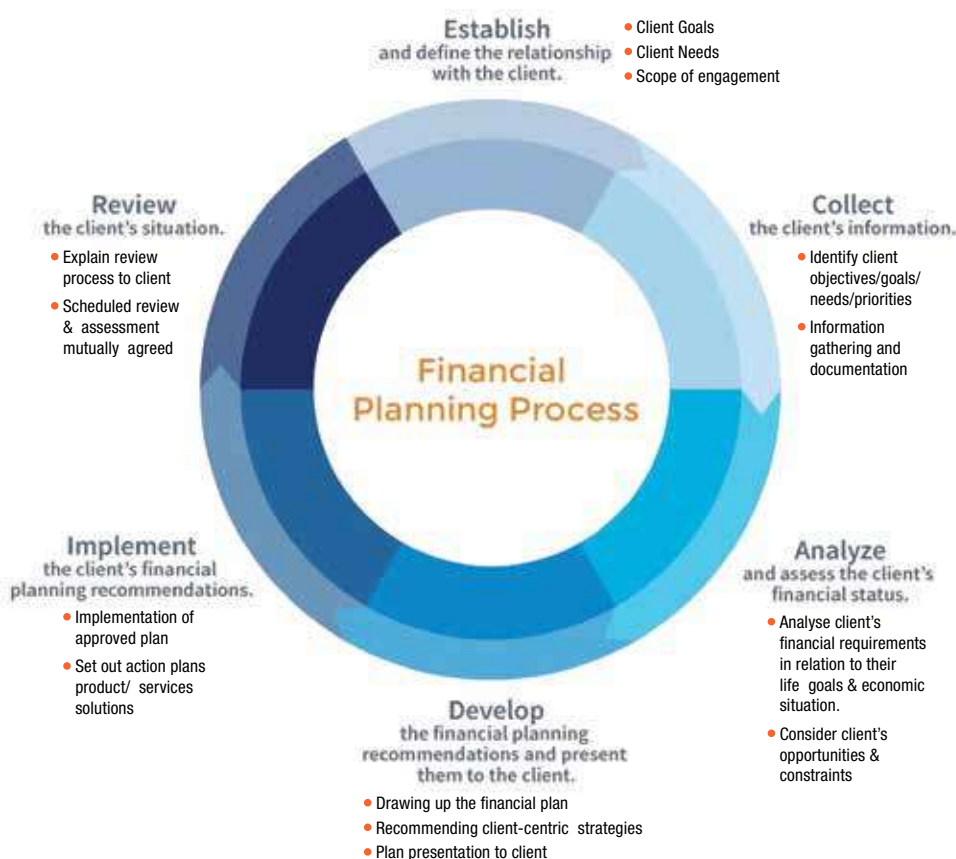 Establish
and define the relationship
with the client.
• Client Goals
• Client Needs
• Scope of engagement
Collect
the client's information.
• Identify client
objectives/goals/
needs/priorities
• Information
gathering and
documentation
Analyze
and assess the client's
financial status.
• Analyse client's
financial requirements
in relation to their
life goals & economic
situation.
• Consider client's
opportunities &
constraints
Develop
the financial planning
recommendations and present
them to the client.
• Drawing up the financial plan
• Recommending client-centric strategies
• Plan presentation to client
Implement
the client's financial
planning recommendations.
• Implementation of
approved plan
• Set out action plans
product/ services
solutions
Review
the client's situation.
• Explain review
process to client
• Scheduled review
& assessment
mutually agreed
Financial
Planning Process